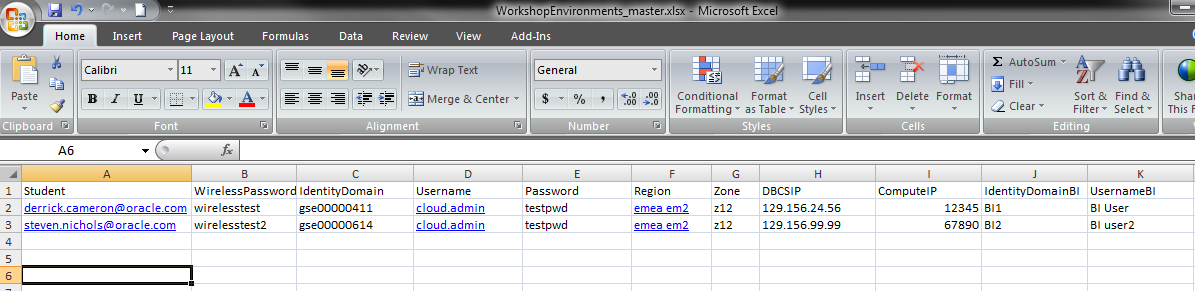 WorkshopEnvironments_master.xlsx - Microsoft Excel
Home Insert Page Layout Formulas Data Review View Add-Ins
Calibri 11 A A Wrap Text General Σ AutoSum A Z
Paste Conditional Formatting Format as Table Cell Styles Insert Delete Format Fill Sort & Filter Find & Select Shar This F
B I U A Merge & Center $ % , .0 .00 .00 .0 Clear
Clipboard Font Alignment Number Styles Cells Editing
A6 fx
A B C D E F G H I J K
1 Student WirelessPassword IdentityDomain Username Password Region Zone DBCSIP ComputeIP IdentityDomainBI UsernameBI
2 derrick.cameron@oracle.com wirelesstest gse00000411 cloud.admin testpwd emea em2 z12 129.156.24.56 12345 BI1 BI User
3 steven.nichols@oracle.com wirelesstest2 gse00000614 cloud.admin testpwd emea em2 z12 129.156.99.99 67890 BI2 BI user2
4
5
6